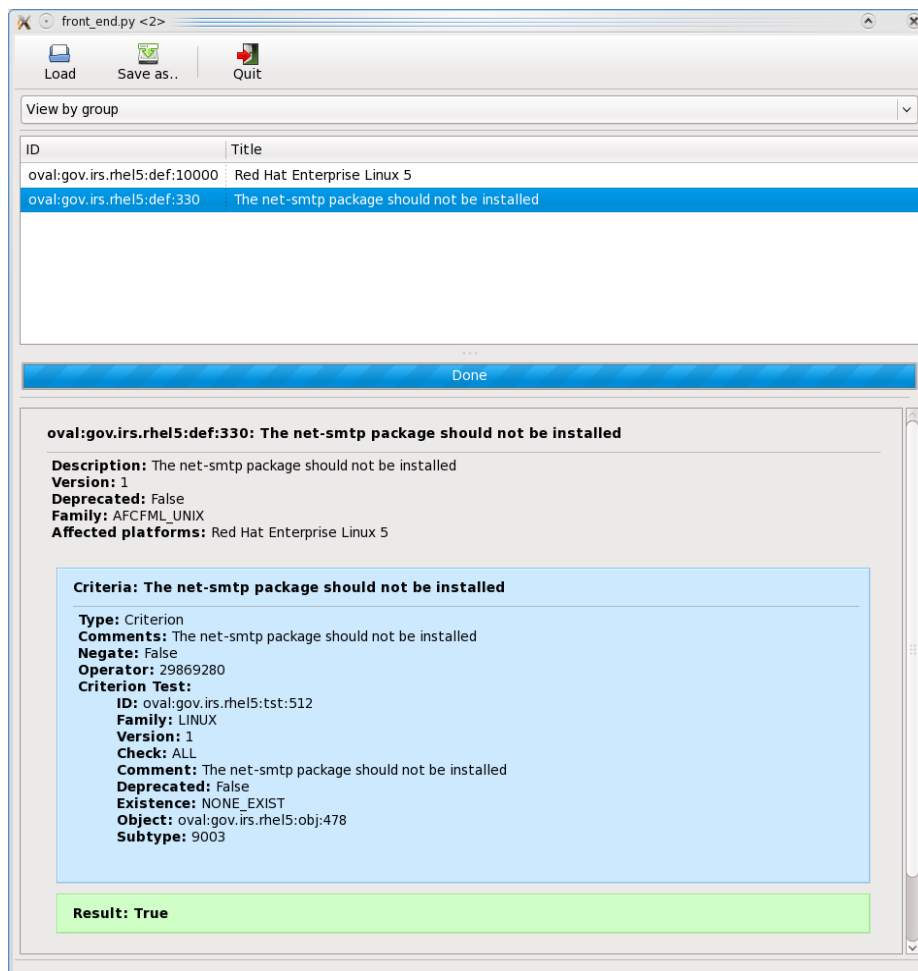 front_end.py <2>
Load Save as.. Quit
View by group
ID Title
oval:gov.irs.rhel5:def:10000 Red Hat Enterprise Linux 5
oval:gov.irs.rhel5:def:330 The net-smtp package should not be installed
Done
oval:gov.irs.rhel5:def:330: The net-smtp package should not be installed
Description: The net-smtp package should not be installed
Version: 1
Deprecated: False
Family: AFCFML_UNIX
Affected platforms: Red Hat Enterprise Linux 5
Criteria: The net-smtp package should not be installed
Type: Criterion
Comments: The net-smtp package should not be installed
Negate: False
Operator: 29869280
Criterion Test:
ID: oval:gov.irs.rhel5:tst:512
Family: LINUX
Version: 1
Check: ALL
Comment: The net-smtp package should not be installed
Deprecated: False
Existence: NONE_EXIST
Object: oval:gov.irs.rhel5:obj:478
Subtype: 9003
Result: True